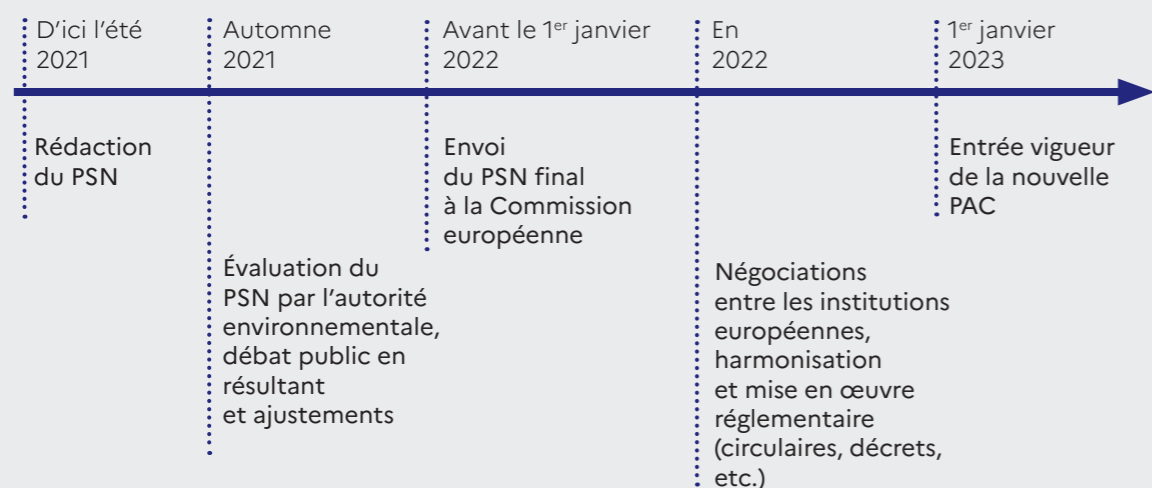 D'ici l'été
2021
Automne
2021
Avant le 1er janvier
2022
En
2022
1er janvier
2023
Rédaction
du PSN
Évaluation du
PSN par l'autorité
environnementale,
débat public en
résultant
et ajustements
Envoi
du PSN final
à la Commission
européenne
Négociations
entre les institutions
européennes,
harmonisation
et mise en œuvre
réglementaire
(circulaires, décrets,
etc.)
Entrée vigueur
de la nouvelle
PAC